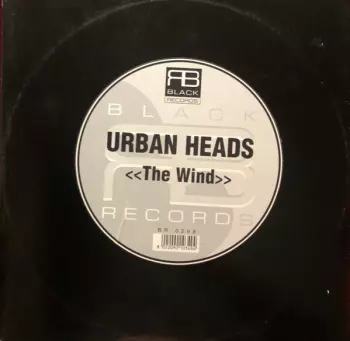 RB
BLACK
RECORDS
BLACK
URBAN HEADS
<<The Wind>>
RECORDS